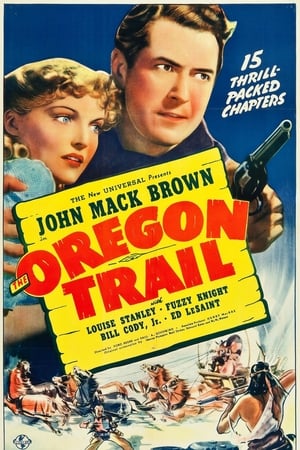 15
THRILL-
PACKED
CHAPTERS
The New UNIVERSAL Presents
JOHN MACK BROWN
in
THE OREGON
TRAIL
with
LOUISE STANLEY • FUZZY KNIGHT
BILL CODY, Jr. • ED LeSAINT